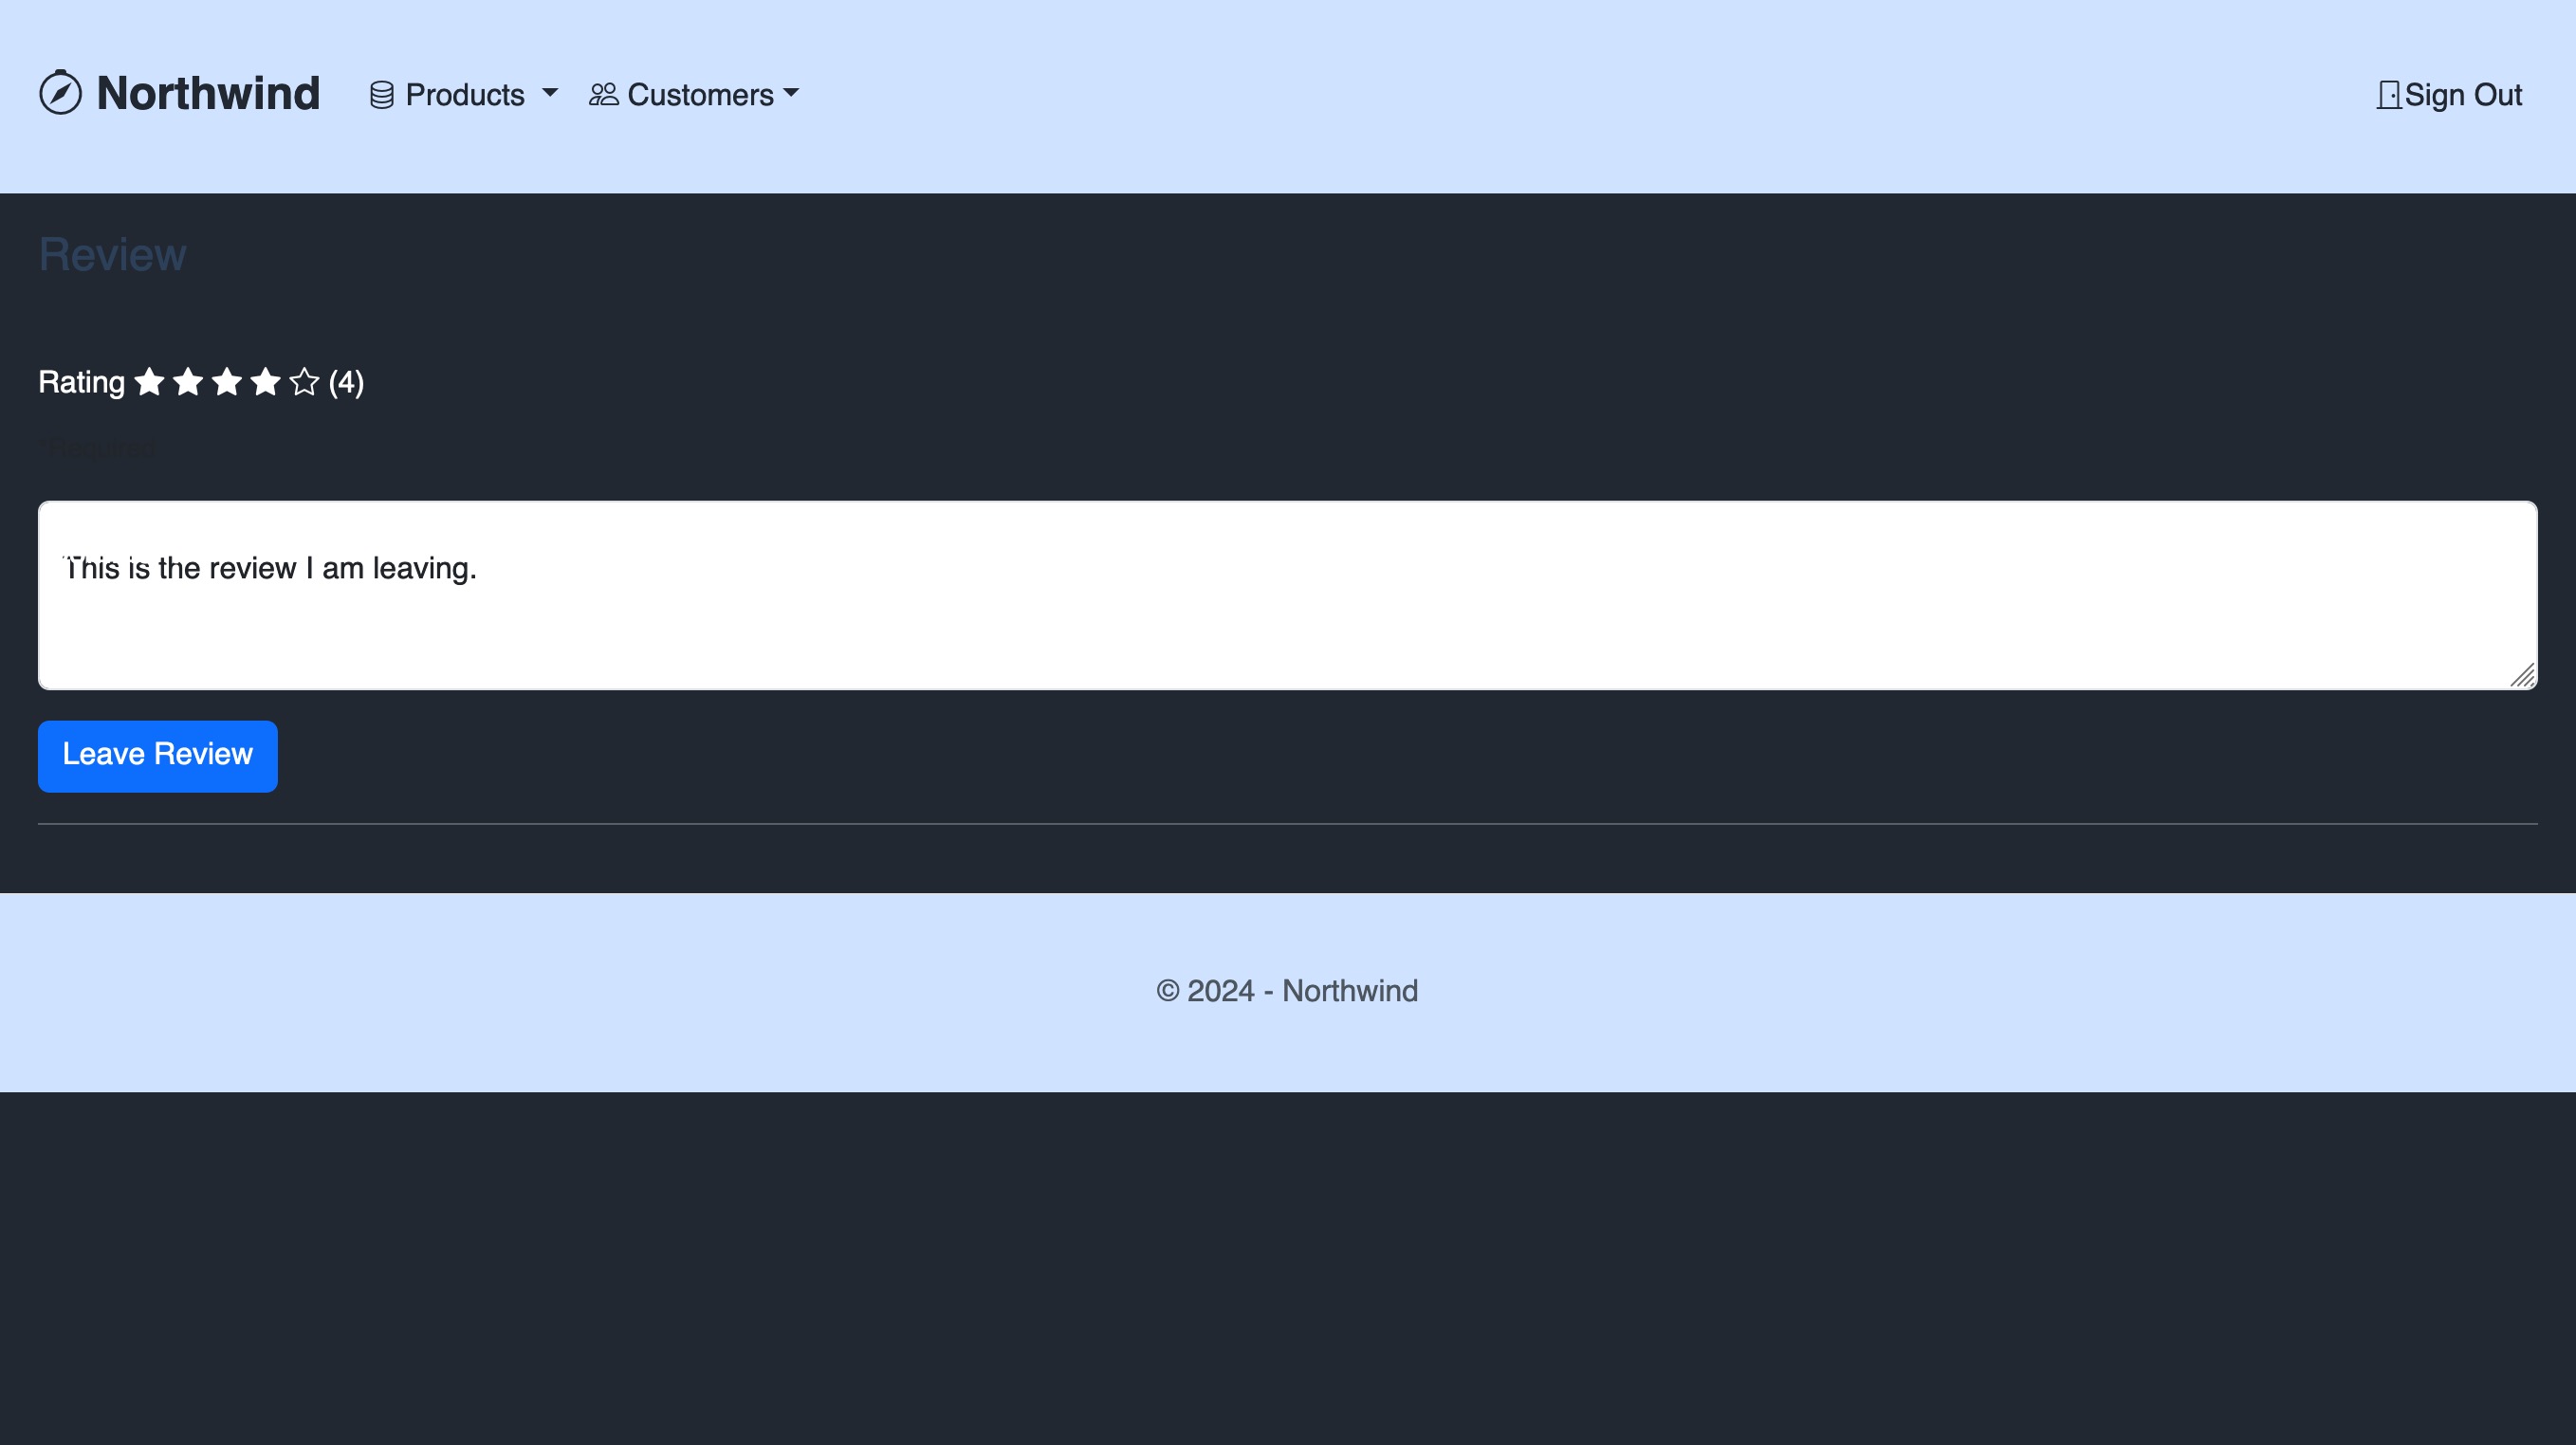 Northwind Products Customers Sign Out
Review
Rating (4)
*Required
This is the review I am leaving.
Leave Review
© 2024 - Northwind